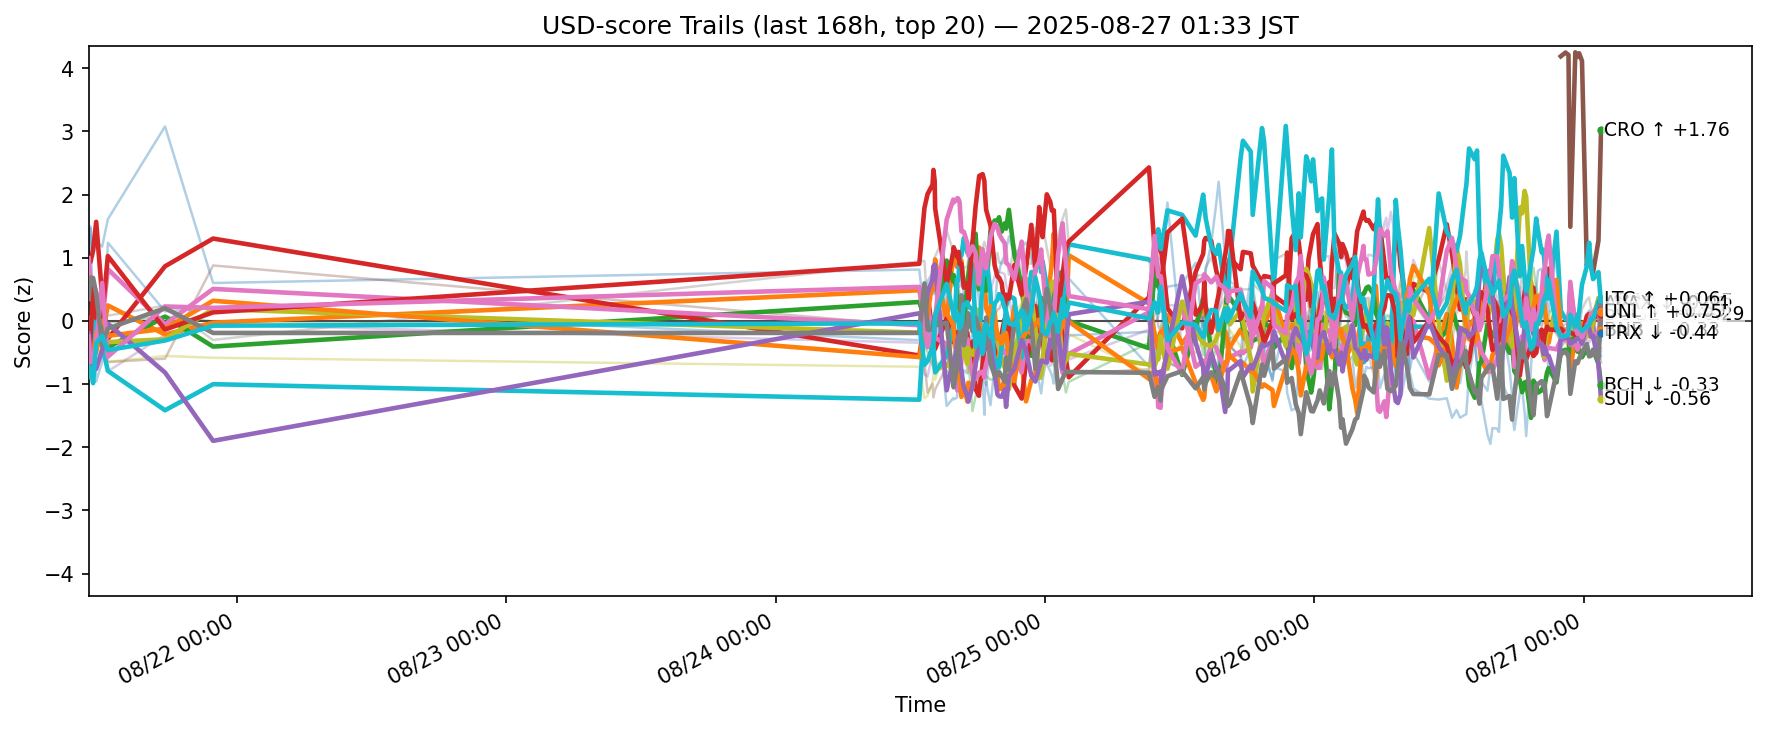 USD-score Trails (last 168h, top 20) — 2025-08-27 01:33 JST
Score (z)
4
3
2
1
0
−1
−2
−3
−4
CRO ↑ +1.76
LTC ↑ +0.06
UNI ↑ +0.75
TRX ↓ -0.44
BCH ↓ -0.33
SUI ↓ -0.56
08/22 00:00
08/23 00:00
08/24 00:00
08/25 00:00
08/26 00:00
08/27 00:00
Time